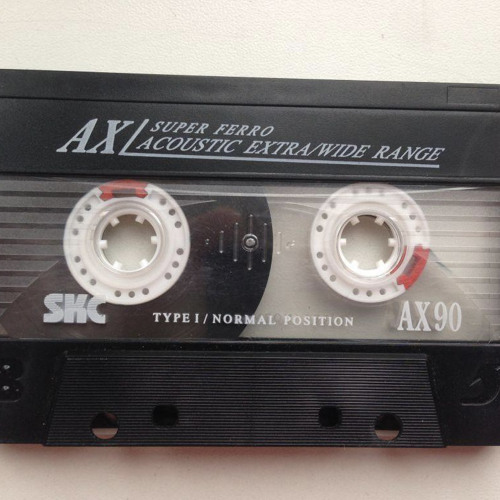 AX/ SUPER FERRO
ACOUSTIC EXTRA/WIDE RANGE
SKC
TYPE I/NORMAL POSITION
AX90